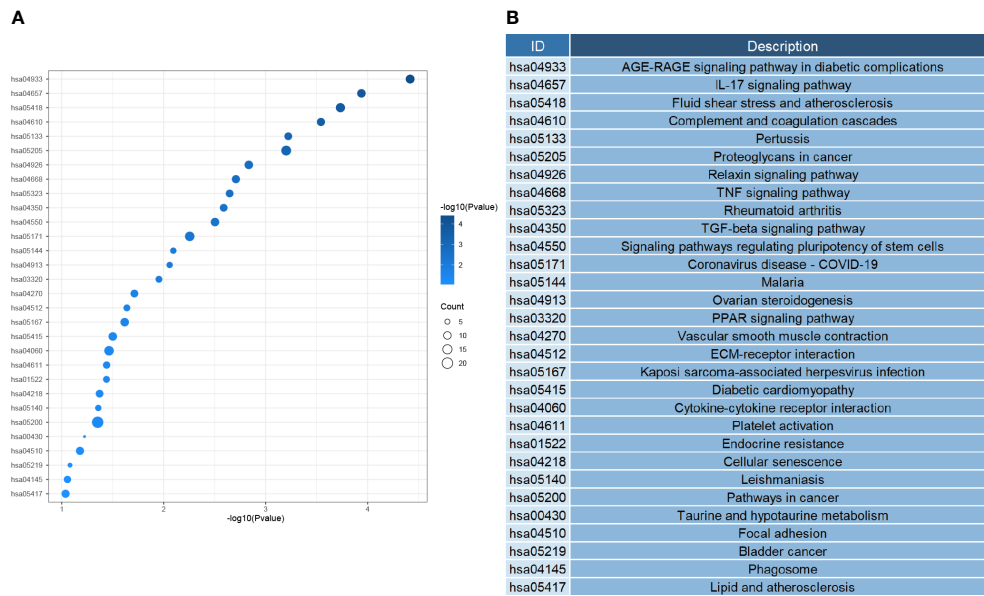 A
hsa04933
hsa04657
hsa05418
hsa04610
hsa05133
hsa05205
hsa04926
hsa04668
hsa05323
hsa04350
hsa04550
hsa05171
hsa05144
hsa04913
hsa03320
hsa04270
hsa04512
hsa05167
hsa05415
hsa04060
hsa04611
hsa01522
hsa04218
hsa05140
hsa05200
hsa00430
hsa04510
hsa05219
hsa04145
hsa05417
1 2 3 4
-log10(Pvalue)
-log10(Pvalue)
4
3
2
Count
5
10
15
20
B
ID Description
hsa04933 AGE-RAGE signaling pathway in diabetic complications
hsa04657 IL-17 signaling pathway
hsa05418 Fluid shear stress and atherosclerosis
hsa04610 Complement and coagulation cascades
hsa05133 Pertussis
hsa05205 Proteoglycans in cancer
hsa04926 Relaxin signaling pathway
hsa04668 TNF signaling pathway
hsa05323 Rheumatoid arthritis
hsa04350 TGF-beta signaling pathway
hsa04550 Signaling pathways regulating pluripotency of stem cells
hsa05171 Coronavirus disease - COVID-19
hsa05144 Malaria
hsa04913 Ovarian steroidogenesis
hsa03320 PPAR signaling pathway
hsa04270 Vascular smooth muscle contraction
hsa04512 ECM-receptor interaction
hsa05167 Kaposi sarcoma-associated herpesvirus infection
hsa05415 Diabetic cardiomyopathy
hsa04060 Cytokine-cytokine receptor interaction
hsa04611 Platelet activation
hsa01522 Endocrine resistance
hsa04218 Cellular senescence
hsa05140 Leishmaniasis
hsa05200 Pathways in cancer
hsa00430 Taurine and hypotaurine metabolism
hsa04510 Focal adhesion
hsa05219 Bladder cancer
hsa04145 Phagosome
hsa05417 Lipid and atherosclerosis